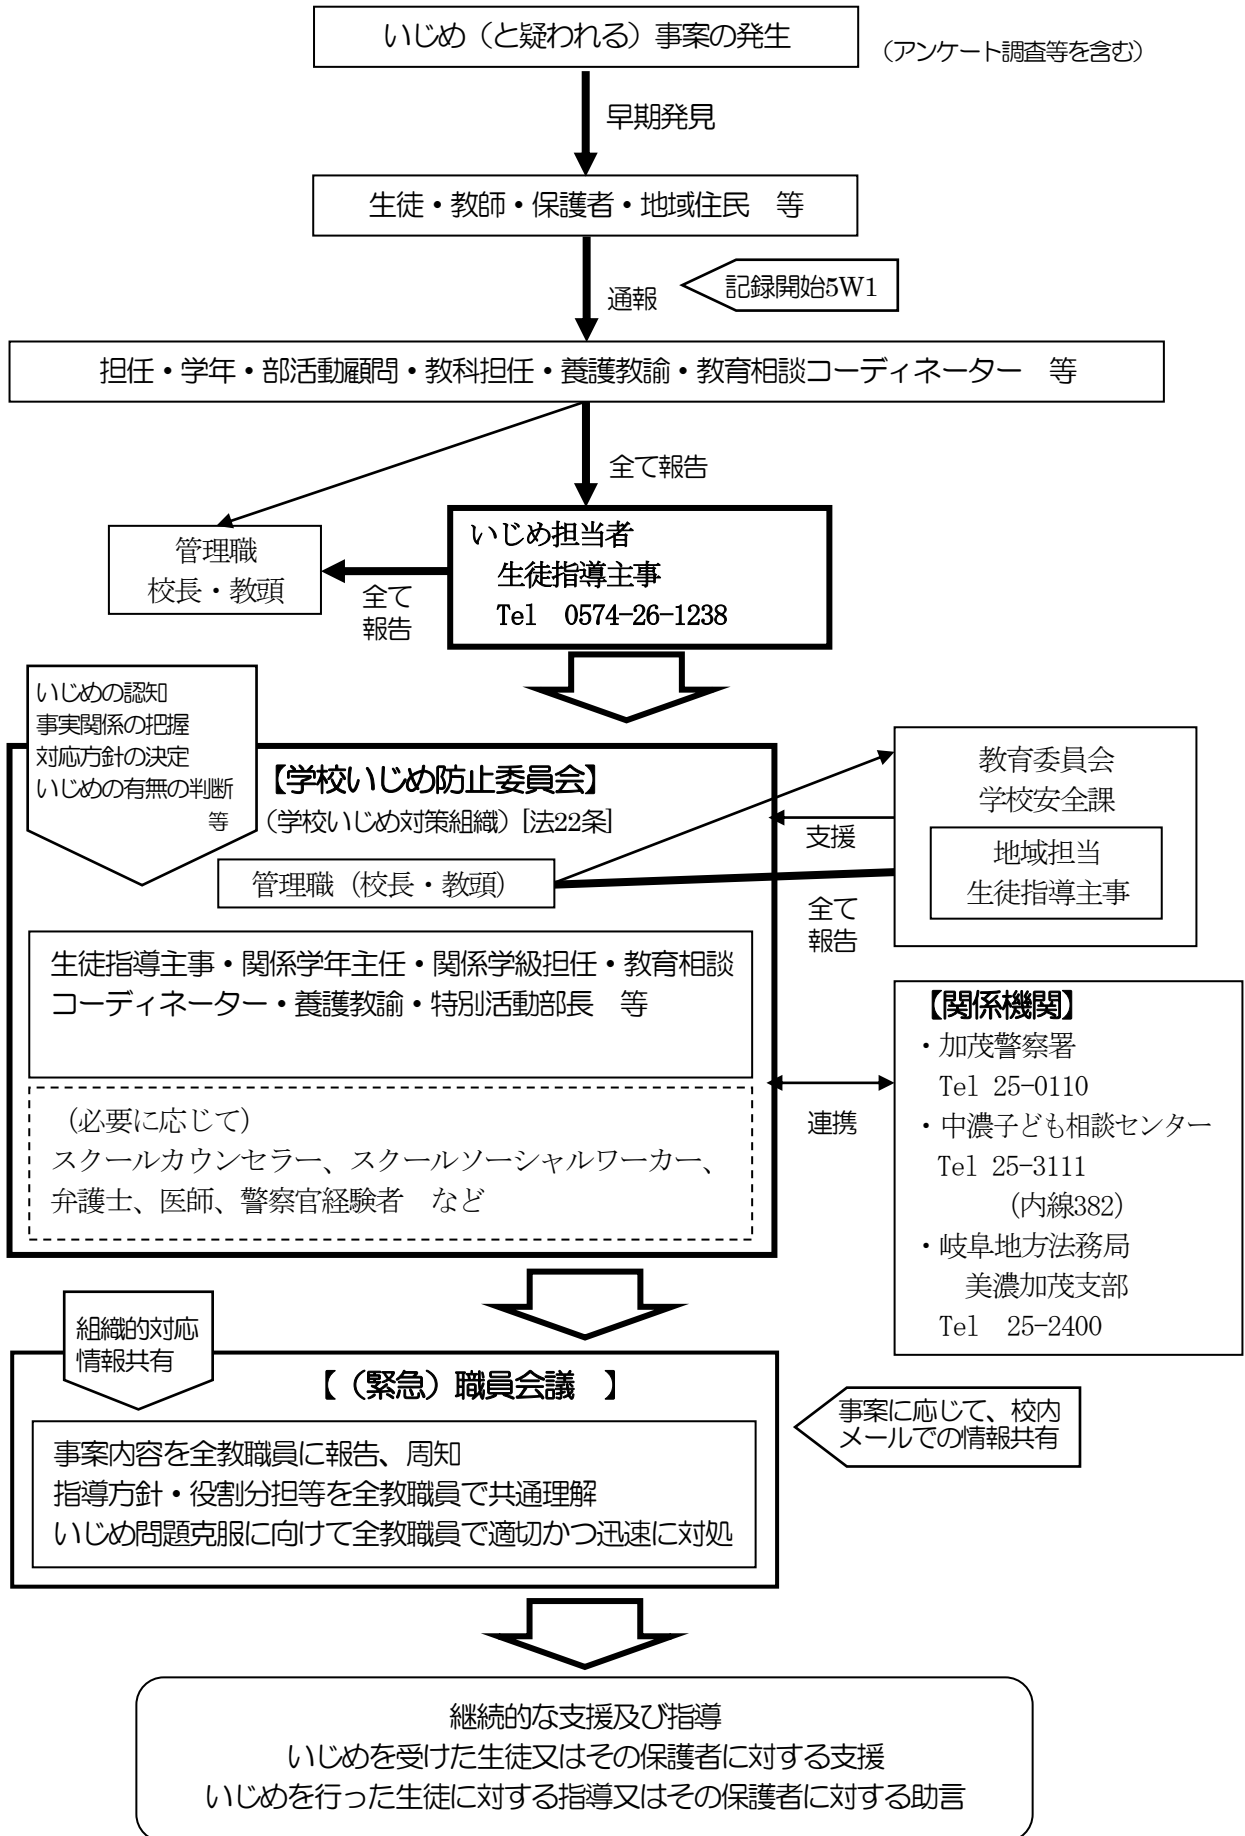 いじめ（と疑われる）事案の発生
（アンケート調査等を含む）
早期発見
生徒・教師・保護者・地域住民　等
通報
記録開始5W1
担任・学年・部活動顧問・教科担任・養護教諭・教育相談コーディネーター　等
全て報告
いじめ担当者
生徒指導主事
Tel　0574-26-1238
管理職
校長・教頭
全て
報告
いじめの認知
事実関係の把握
対応方針の決定
いじめの有無の判断
等
【学校いじめ防止委員会】
（学校いじめ対策組織）[法22条]
管理職（校長・教頭）
生徒指導主事・関係学年主任・関係学級担任・教育相談
コーディネーター・養護教諭・特別活動部長　等
（必要に応じて）
スクールカウンセラー、スクールソーシャルワーカー、
弁護士、医師、警察官経験者　など
支援
全て
報告
教育委員会
学校安全課
地域担当
生徒指導主事
連携
【関係機関】
・加茂警察署
Tel 25-0110
・中濃子ども相談センター
Tel 25-3111
（内線382）
・岐阜地方法務局
美濃加茂支部
Tel　25-2400
組織的対応
情報共有
【（緊急）職員会議　】
事案内容を全教職員に報告、周知
指導方針・役割分担等を全教職員で共通理解
いじめ問題克服に向けて全教職員で適切かつ迅速に対処
事案に応じて、校内
メールでの情報共有
継続的な支援及び指導
いじめを受けた生徒又はその保護者に対する支援
いじめを行った生徒に対する指導又はその保護者に対する助言